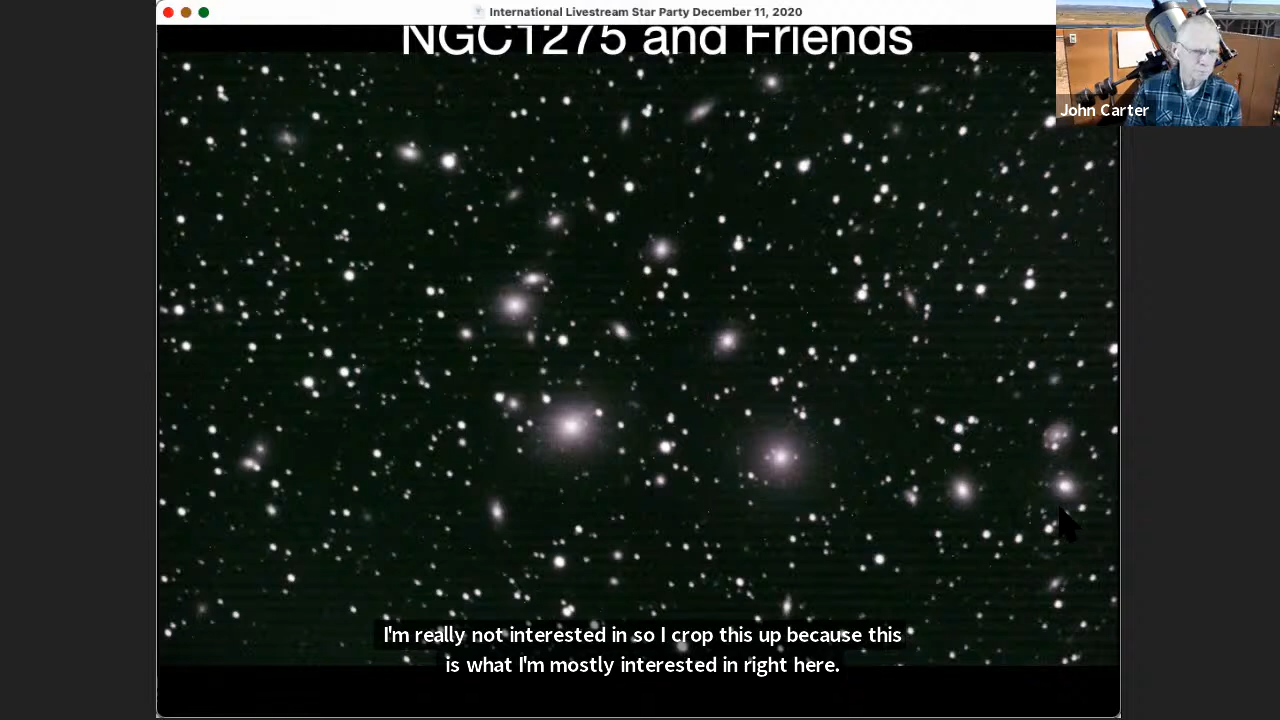 International Livestream Star Party December 11, 2020
NGC1275 and Friends
John Carter
I'm really not interested in so I crop this up because this
is what I'm mostly interested in right here.